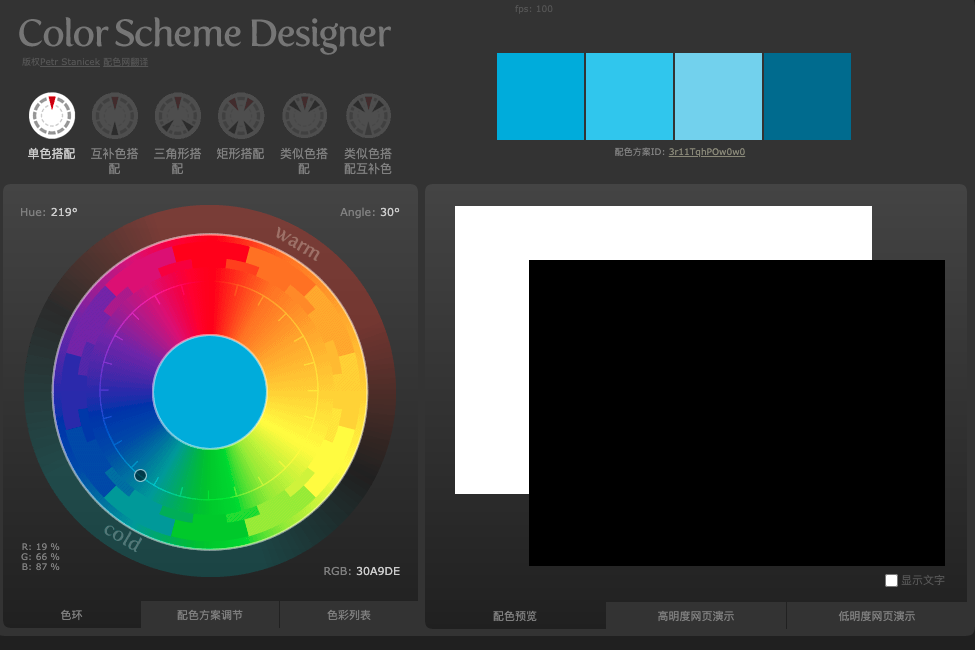 fps: 100
Color Scheme Designer
版权Petr Stanicek 配色网翻译
单色搭配
互补色搭
配
三角形搭
配
矩形搭配
类似色搭
配
类似色搭
配互补色
配色方案ID: 3r11TqhPOw0w0
Hue: 219°
Angle: 30°
warm
cold
R: 19 %
G: 66 %
B: 87 %
RGB: 30A9DE
显示文字
色环
配色方案调节
色彩列表
配色预览
高明度网页演示
低明度网页演示